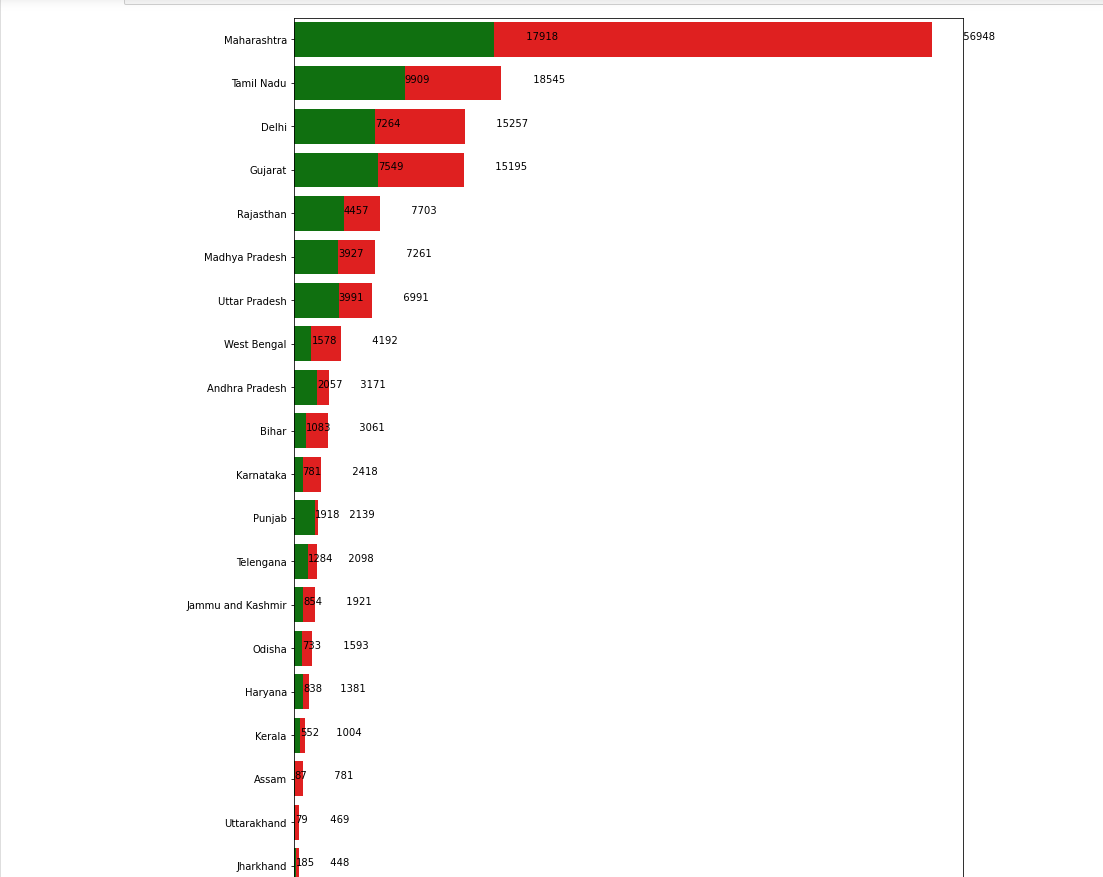 Maharashtra 17918 56948
Tamil Nadu 9909 18545
Delhi 7264 15257
Gujarat 7549 15195
Rajasthan 4457 7703
Madhya Pradesh 3927 7261
Uttar Pradesh 3991 6991
West Bengal 1578 4192
Andhra Pradesh 2057 3171
Bihar 1083 3061
Karnataka 781 2418
Punjab 1918 2139
Telengana 1284 2098
Jammu and Kashmir 854 1921
Odisha 733 1593
Haryana 838 1381
Kerala 552 1004
Assam 87 781
Uttarakhand 79 469
Jharkhand 185 448